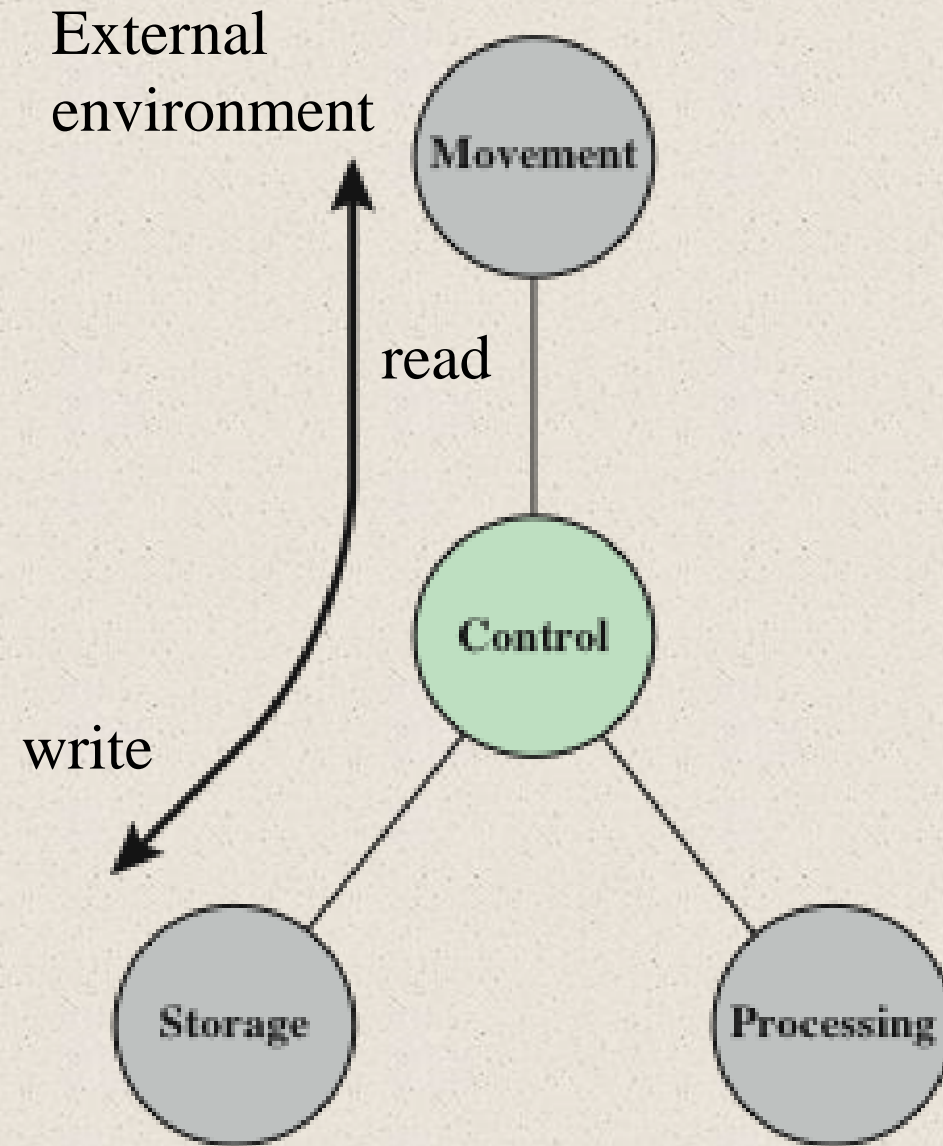 External
environment
Movement
read
Control
write
Storage
Processing